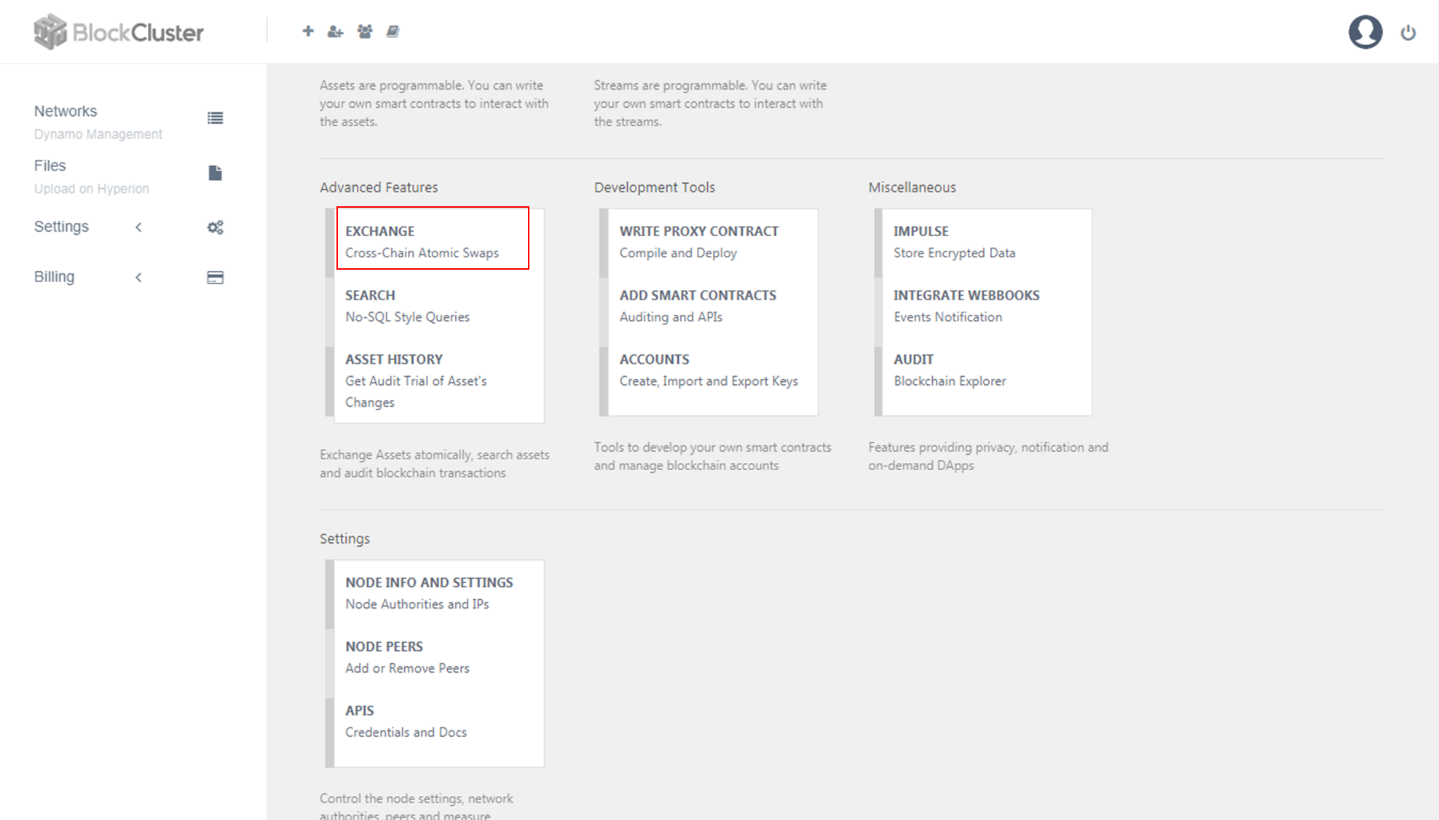 BlockCluster
Networks
Dynamo Management
Files
Upload on Hyperion
Settings
Billing
Assets are programmable. You can write
your own smart contracts to interact with
the assets.
Streams are programmable. You can write
your own smart contracts to interact with
the streams.
Advanced Features
EXCHANGE
Cross-Chain Atomic Swaps
SEARCH
No-SQL Style Queries
ASSET HISTORY
Get Audit Trial of Asset's
Changes
Exchange Assets atomically, search assets
and audit blockchain transactions
Development Tools
WRITE PROXY CONTRACT
Compile and Deploy
ADD SMART CONTRACTS
Auditing and APIs
ACCOUNTS
Create, Import and Export Keys
Tools to develop your own smart contracts
and manage blockchain accounts
Miscellaneous
IMPULSE
Store Encrypted Data
INTEGRATE WEBBOOKS
Events Notification
AUDIT
Blockchain Explorer
Features providing privacy, notification and
on-demand DApps
Settings
NODE INFO AND SETTINGS
Node Authorities and IPs
NODE PEERS
Add or Remove Peers
APIS
Credentials and Docs
Control the node settings, network
authorities, peers and measure